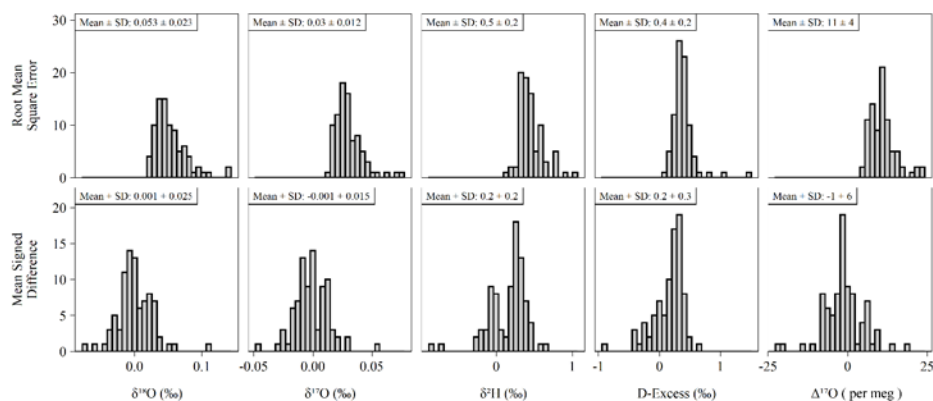 Mean ± SD: 0.053 ± 0.023
Mean ± SD: 0.03 ± 0.012
Mean ± SD: 0.5 ± 0.2
Mean ± SD: 0.4 ± 0.2
Mean ± SD: 11 ± 4
Root Mean
Square Error
30
20
10
0
Mean + SD: 0.001 + 0.025
Mean + SD: -0.001 + 0.015
Mean + SD: 0.2 + 0.2
Mean + SD: 0.2 + 0.3
Mean + SD: -1 + 6
Mean Signed
Difference
20
15
10
5
0
0.0 0.1
-0.05 0.00 0.05
0 1
-1 0 1
-25 0 25
δ¹⁸O (‰)
δ¹⁷O (‰)
δ²H (‰)
D-Excess (‰)
Δ¹⁷O ( per meg )